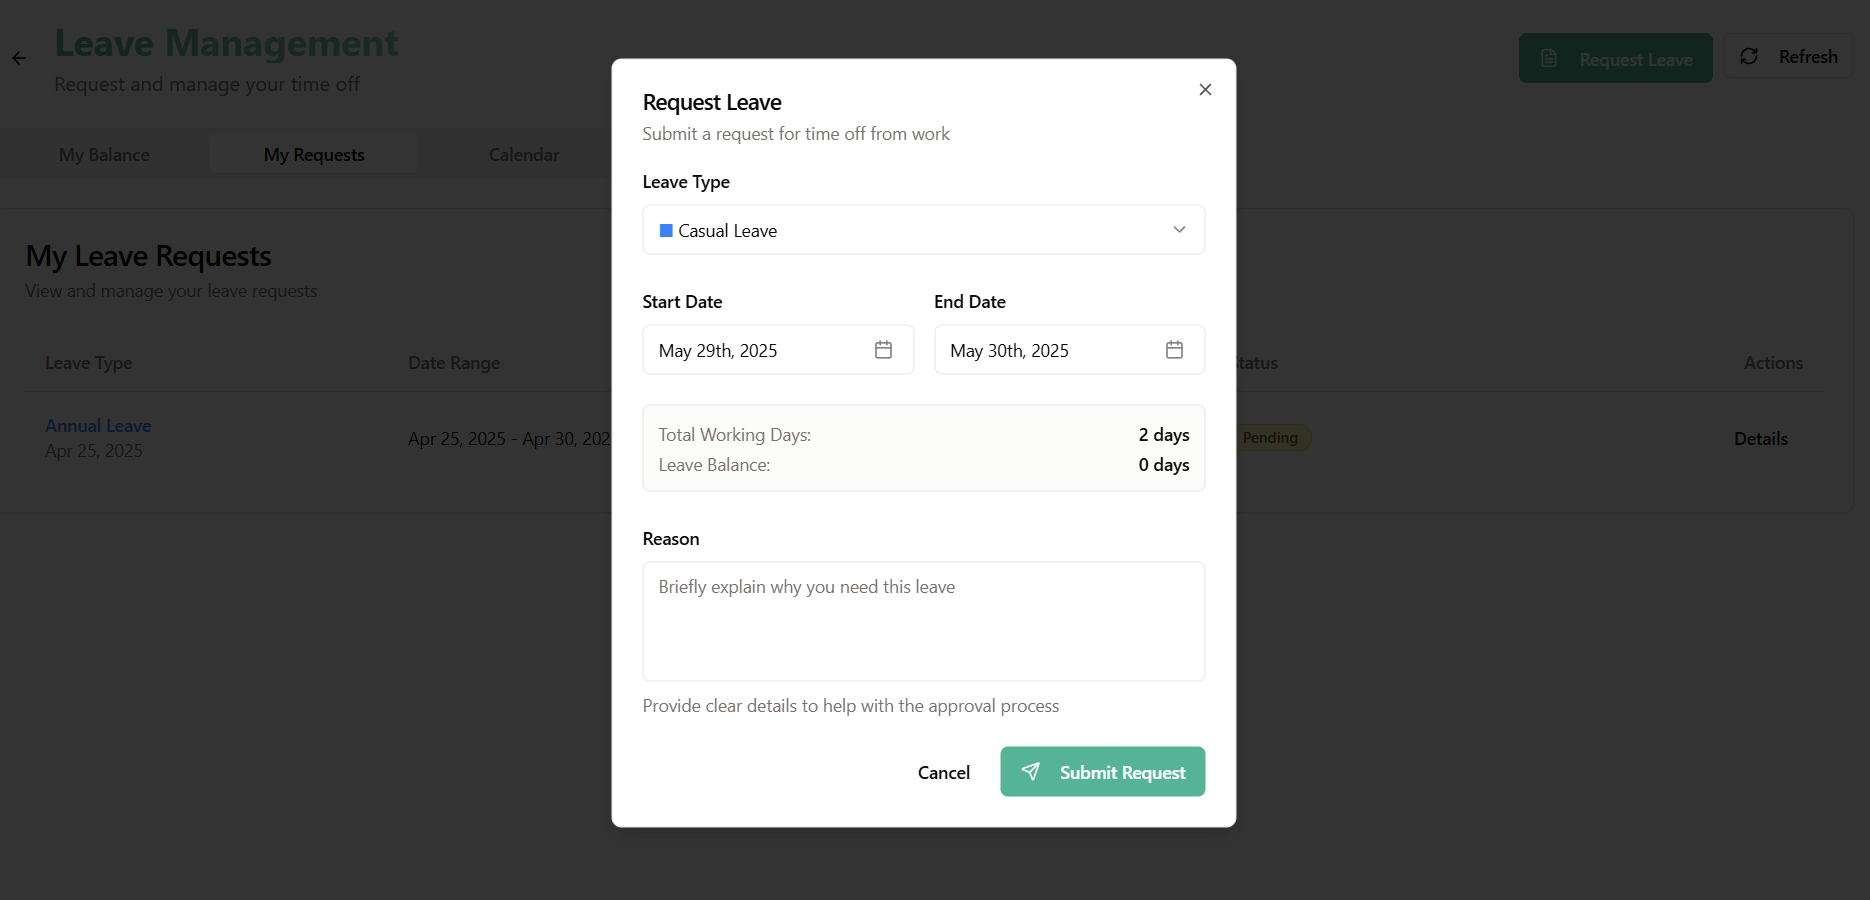 Leave Management
Request and manage your time off
Request Leave
Refresh
My Balance
My Requests
Calendar
My Leave Requests
View and manage your leave requests
Leave Type
Date Range
Status
Actions
Annual Leave
Apr 25, 2025
Apr 25, 2025 - Apr 30, 202
Pending
Details
Request Leave
Submit a request for time off from work
Leave Type
Casual Leave
Start Date
End Date
May 29th, 2025
May 30th, 2025
Total Working Days:
2 days
Leave Balance:
0 days
Reason
Briefly explain why you need this leave
Provide clear details to help with the approval process
Cancel
Submit Request